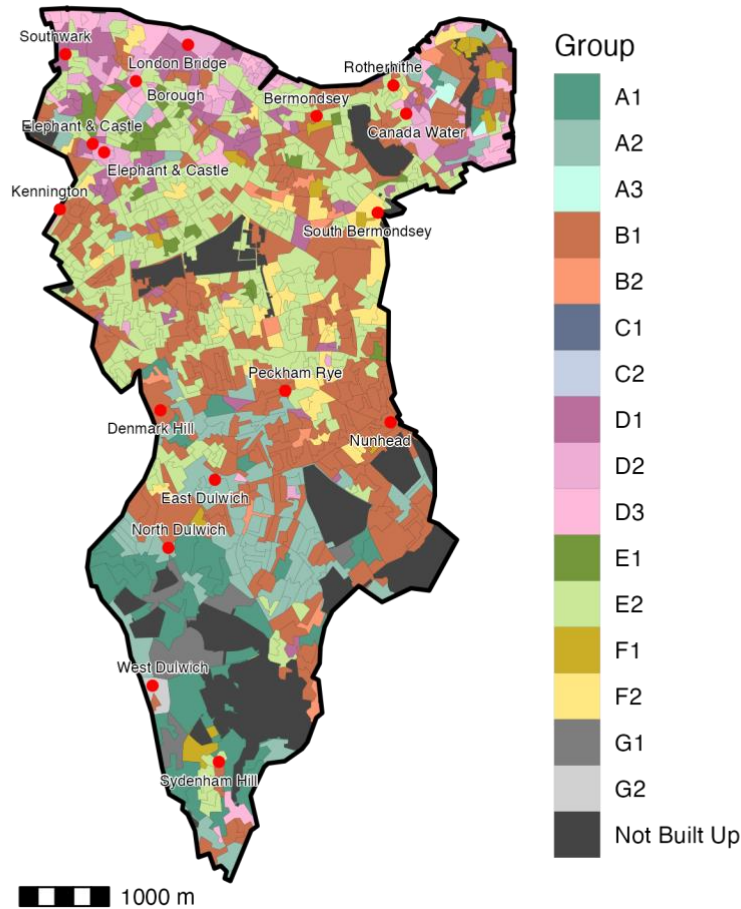 Southwark
London Bridge
Borough
Rotherhithe
Bermondsey
Canada Water
Elephant & Castle
Elephant & Castle
Kennington
South Bermondsey
Peckham Rye
Denmark Hill
Nunhead
East Dulwich
North Dulwich
West Dulwich
Sydenham Hill
1000 m
Group
A1
A2
A3
B1
B2
C1
C2
D1
D2
D3
E1
E2
F1
F2
G1
G2
Not Built Up